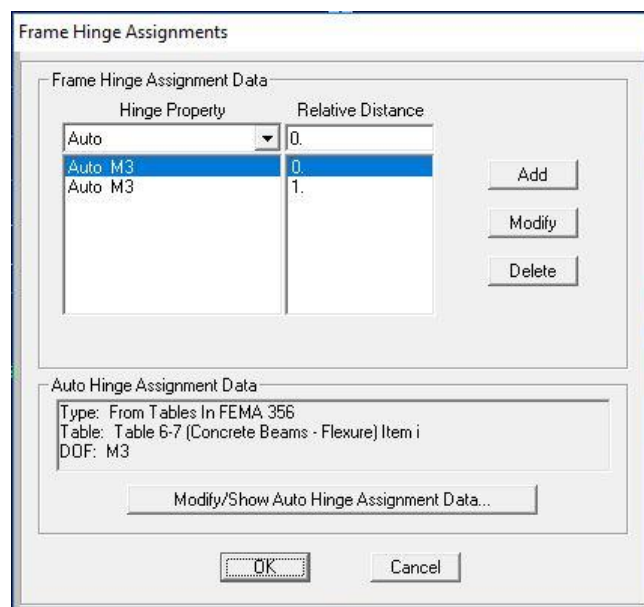 Frame Hinge Assignments
Frame Hinge Assignment Data
Hinge Property Relative Distance
Auto 0.
Auto M3 0.
Auto M3 1.
Add
Modify
Delete
Auto Hinge Assignment Data
Type: From Tables In FEMA 356
Table: Table 6-7 (Concrete Beams - Flexure) Item i
DOF: M3
Modify/Show Auto Hinge Assignment Data...
OK Cancel